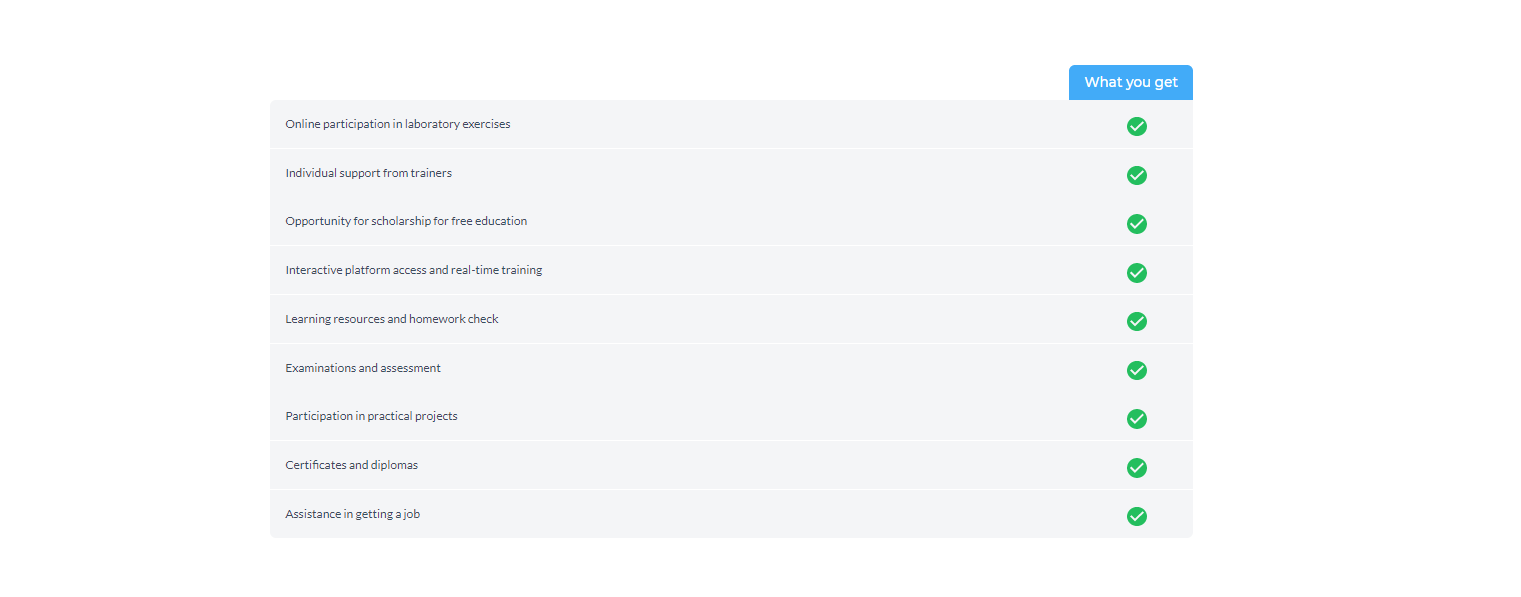 What you get
Online participation in laboratory exercises
Individual support from trainers
Opportunity for scholarship for free education
Interactive platform access and real-time training
Learning resources and homework check
Examinations and assessment
Participation in practical projects
Certificates and diplomas
Assistance in getting a job